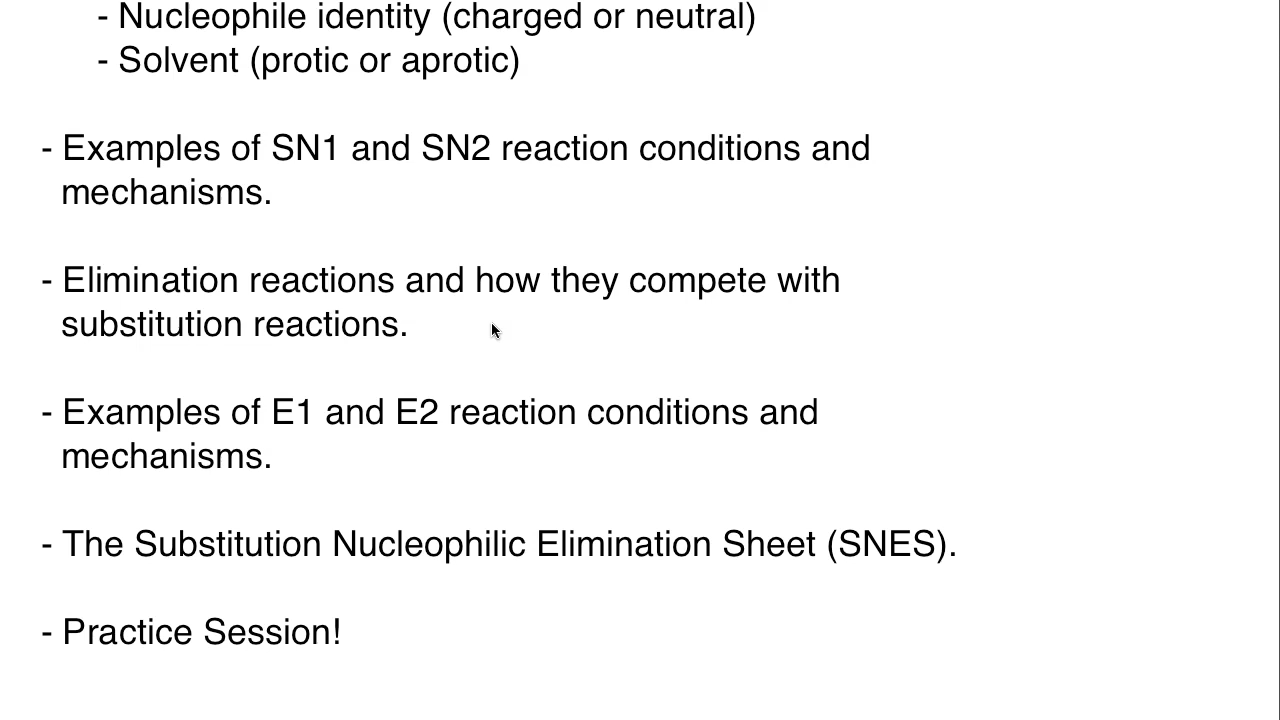 - Nucleophile identity (charged or neutral)
- Solvent (protic or aprotic)
- Examples of SN1 and SN2 reaction conditions and
mechanisms.
- Elimination reactions and how they compete with
substitution reactions.
- Examples of E1 and E2 reaction conditions and
mechanisms.
- The Substitution Nucleophilic Elimination Sheet (SNES).
- Practice Session!